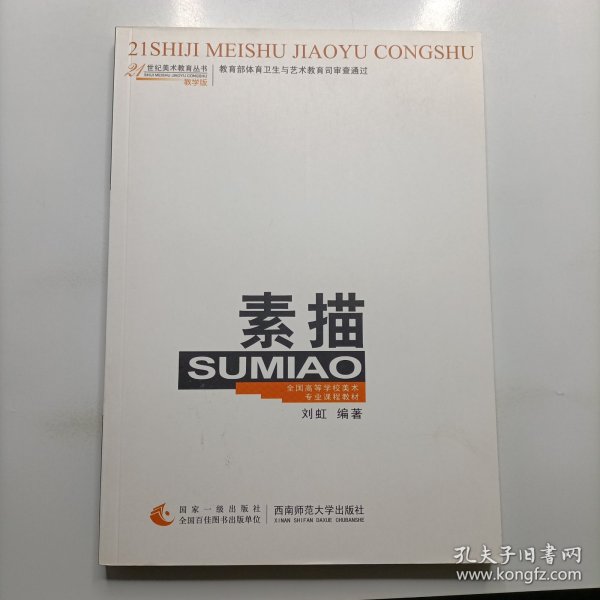 21SHIJI MEISHU JIAOYU CONGSHU
21世纪美术教育丛书
SHIJI MEISHU JIAOYU CONGSHU
教学版
教育部体育卫生与艺术教育司审查通过
素描
SUMIAO
全国高等学校美术
专业课程教材
刘虹 编著
国家一级出版社
全国百佳图书出版单位
西南师范大学出版社
XINAN SHIFAN DAXUE CHUBANSHE
孔夫子旧书网
www.kongfz.com